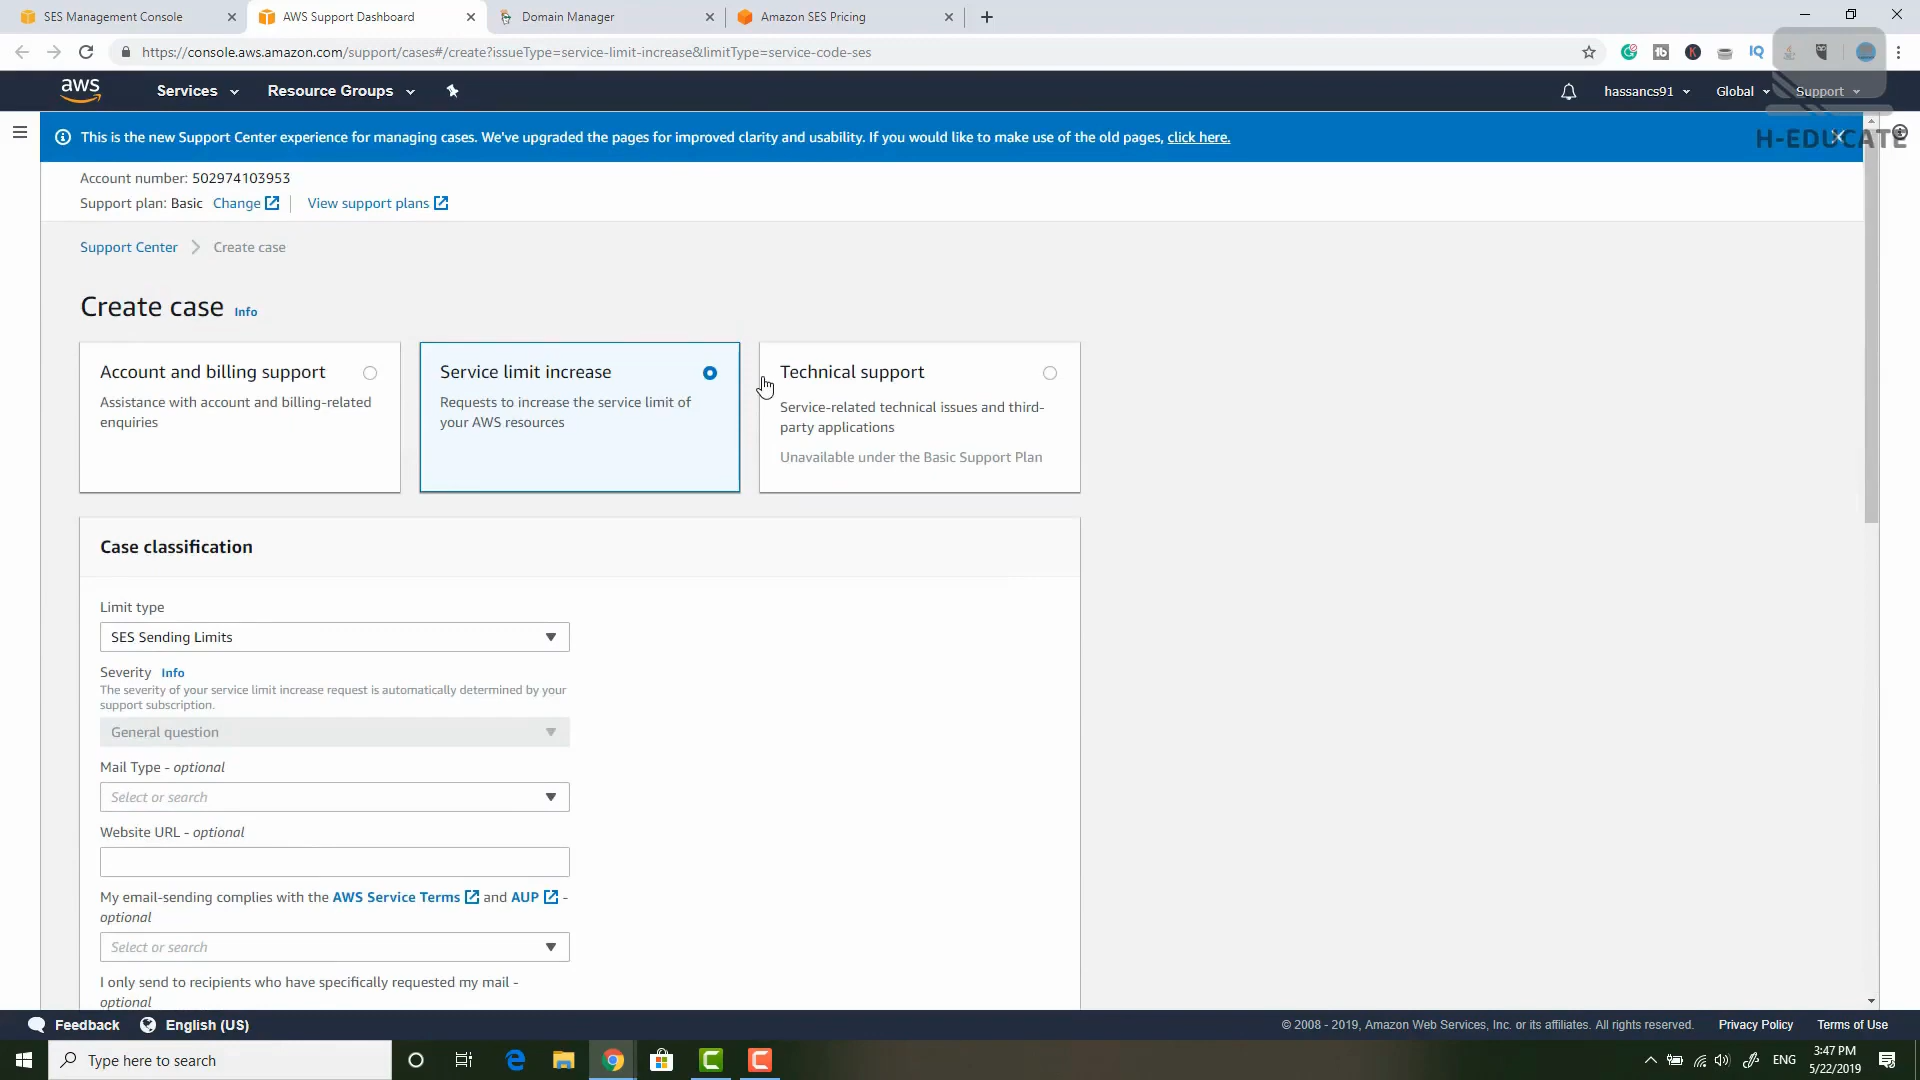 SES Management Console
AWS Support Dashboard
Domain Manager
Amazon SES Pricing
https://console.aws.amazon.com/support/cases#/create?issueType=service-limit-increase&limitType=service-code-ses
aws
Services
Resource Groups
hassancs91
Global
Support
This is the new Support Center experience for managing cases. We've upgraded the pages for improved clarity and usability. If you would like to make use of the old pages, click here.
H-EDUCATE
Account number: 502974103953
Support plan: Basic Change View support plans
Support Center Create case
Create case Info
Account and billing support
Assistance with account and billing-related
enquiries
Service limit increase
Requests to increase the service limit of
your AWS resources
Technical support
Service-related technical issues and third-
party applications
Unavailable under the Basic Support Plan
Case classification
Limit type
SES Sending Limits
Severity Info
The severity of your service limit increase request is automatically determined by your
support subscription.
General question
Mail Type - optional
Select or search
Website URL - optional
My email-sending complies with the AWS Service Terms and AUP -
optional
Select or search
I only send to recipients who have specifically requested my mail -
optional
Feedback
English (US)
© 2008 - 2019, Amazon Web Services, Inc. or its affiliates. All rights reserved.
Privacy Policy
Terms of Use
Type here to search
ENG
3:47 PM
5/22/2019